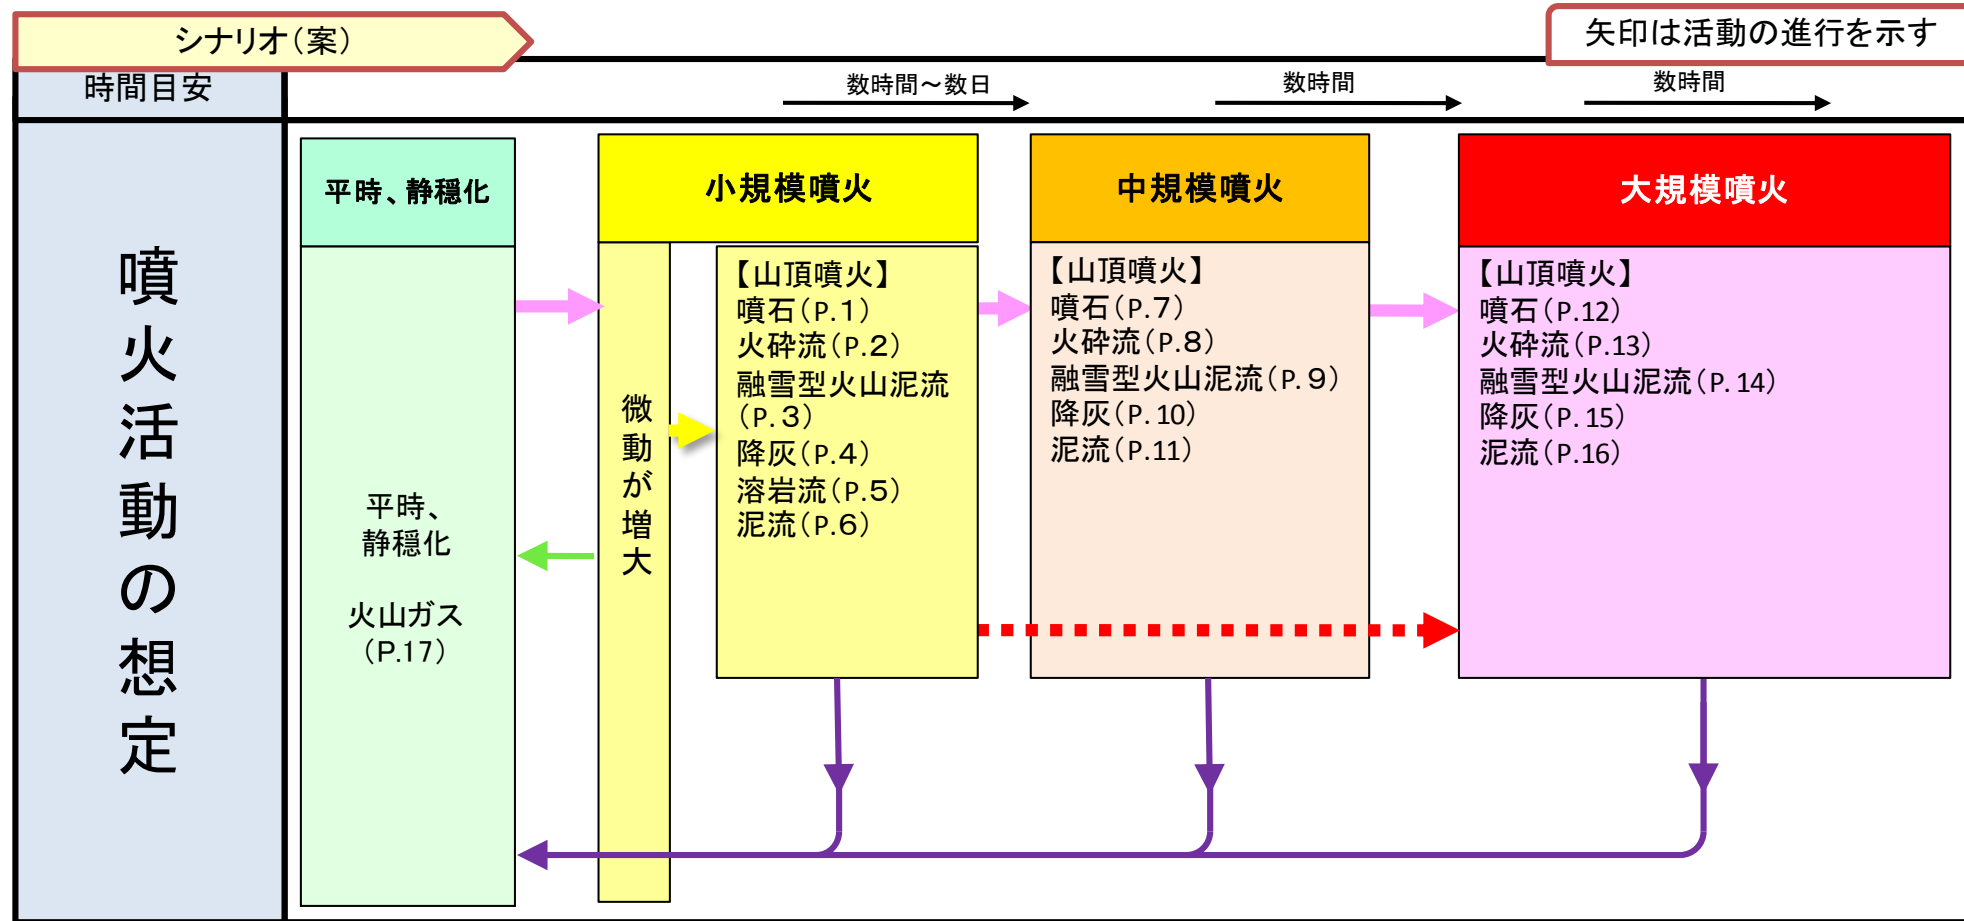 シナリオ（案）
矢印は活動の進行を示す
時間目安
数時間～数日
数時間
数時間
噴火活動の想定
平時、静穏化
平時、
静穏化
火山ガス
（P.17）
小規模噴火
微動が増大
【山頂噴火】
噴石（P.1）
火砕流（P.2）
融雪型火山泥流
（P.3）
降灰（P.4）
溶岩流（P.5）
泥流（P.6）
中規模噴火
【山頂噴火】
噴石（P.7）
火砕流（P.8）
融雪型火山泥流（P.9）
降灰（P.10）
泥流（P.11）
大規模噴火
【山頂噴火】
噴石（P.12）
火砕流（P.13）
融雪型火山泥流（P.14）
降灰（P.15）
泥流（P.16）